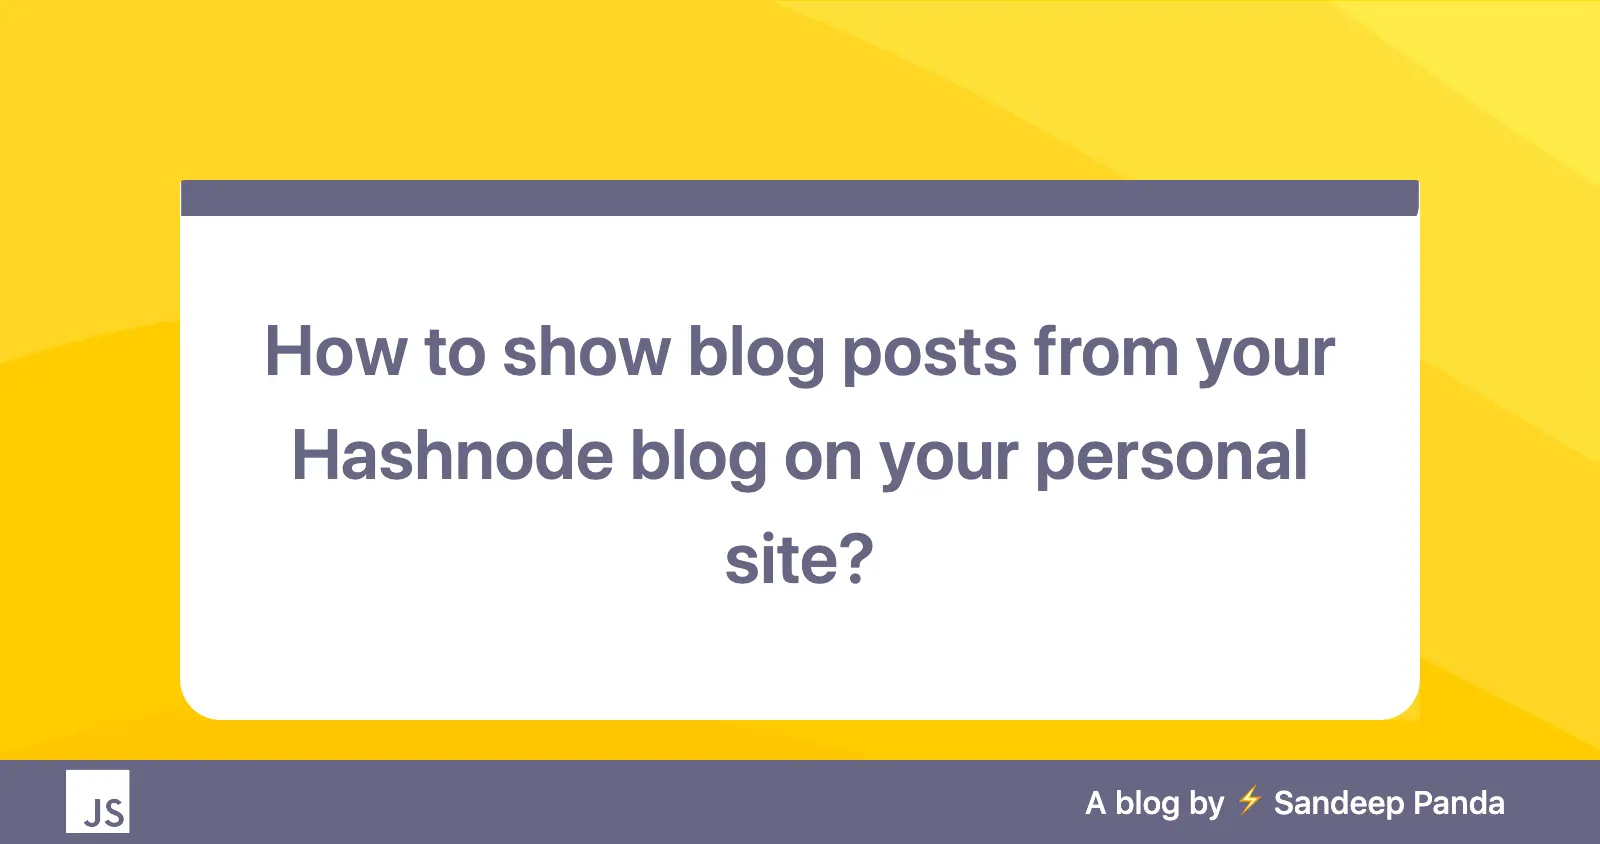 How to show blog posts from your
Hashnode blog on your personal
site?
JS
A blog by ⚡ Sandeep Panda